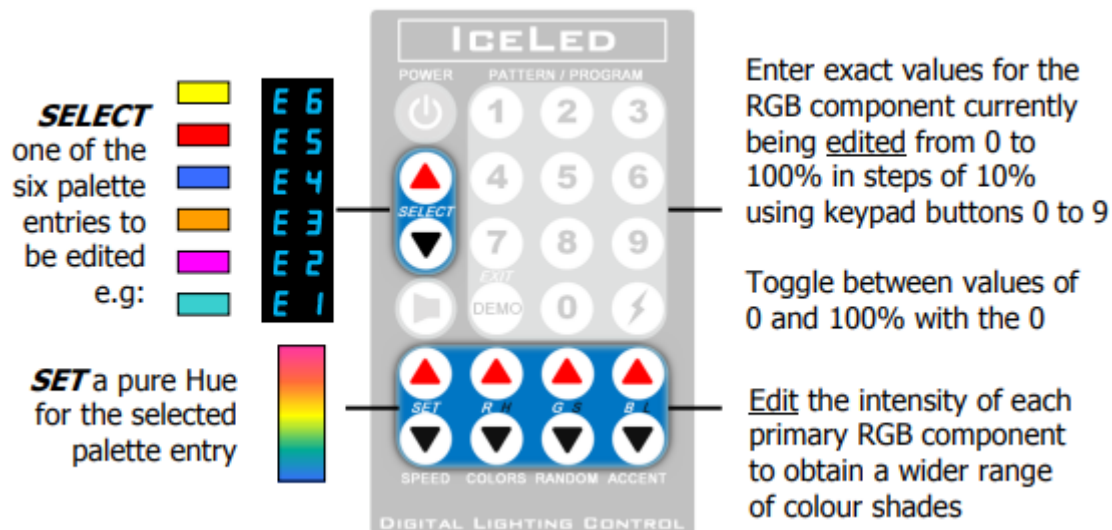 SELECT
one of the
six palette
entries to
be edited
e.g:
E 6
E 5
E 4
E 3
E 2
E 1
SET a pure Hue
for the selected
palette entry
ICELED
POWER PATTERN / PROGRAM
1 2 3
4 5 6
SELECT
7 8 9
EXIT
DEMO 0
SET R H G S B L
SPEED COLORS RANDOM ACCENT
DIGITAL LIGHTING CONTROL
Enter exact values for the
RGB component currently
being edited from 0 to
100% in steps of 10%
using keypad buttons 0 to 9
Toggle between values of
0 and 100% with the 0
Edit the intensity of each
primary RGB component
to obtain a wider range
of colour shades